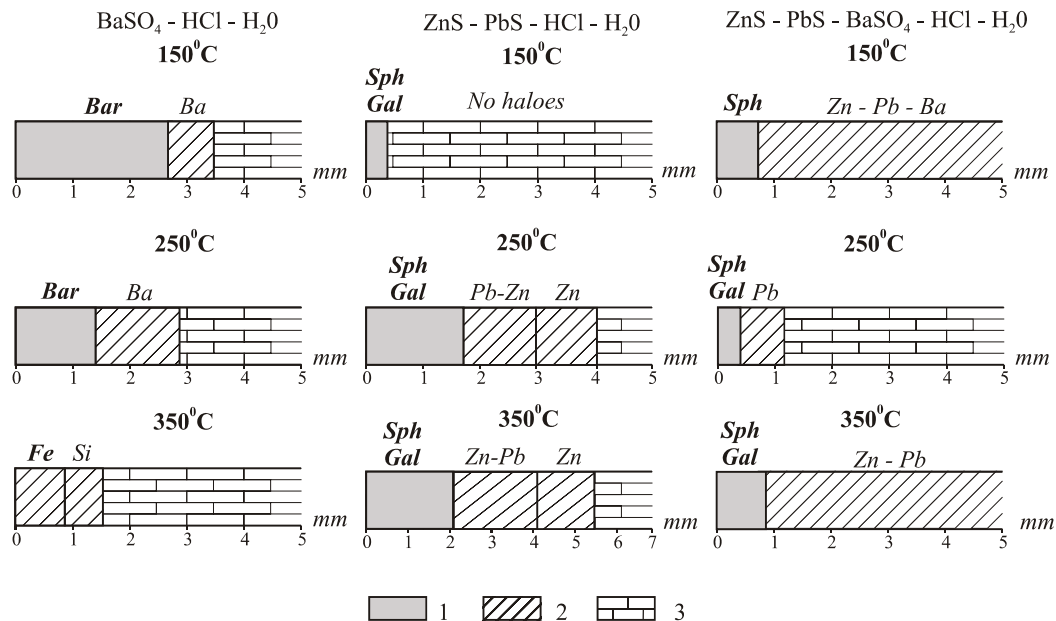 BaSO₄ - HCl - H₂0
150⁰C
Bar Ba
mm
0 1 2 3 4 5
250⁰C
Bar Ba
mm
0 1 2 3 4 5
350⁰C
Fe Si
mm
0 1 2 3 4 5
ZnS - PbS - HCl - H₂0
150⁰C
Sph
Gal No haloes
mm
0 1 2 3 4 5
250⁰C
Sph
Gal Pb-Zn Zn
mm
0 1 2 3 4 5
350⁰C
Sph
Gal Zn-Pb Zn
mm
0 1 2 3 4 5 6 7
ZnS - PbS - BaSO₄ - HCl - H₂0
150⁰C
Sph Zn - Pb - Ba
mm
0 1 2 3 4 5
250⁰C
Sph
Gal Pb
mm
0 1 2 3 4 5
350⁰C
Sph
Gal Zn - Pb
mm
0 1 2 3 4 5
1 2 3